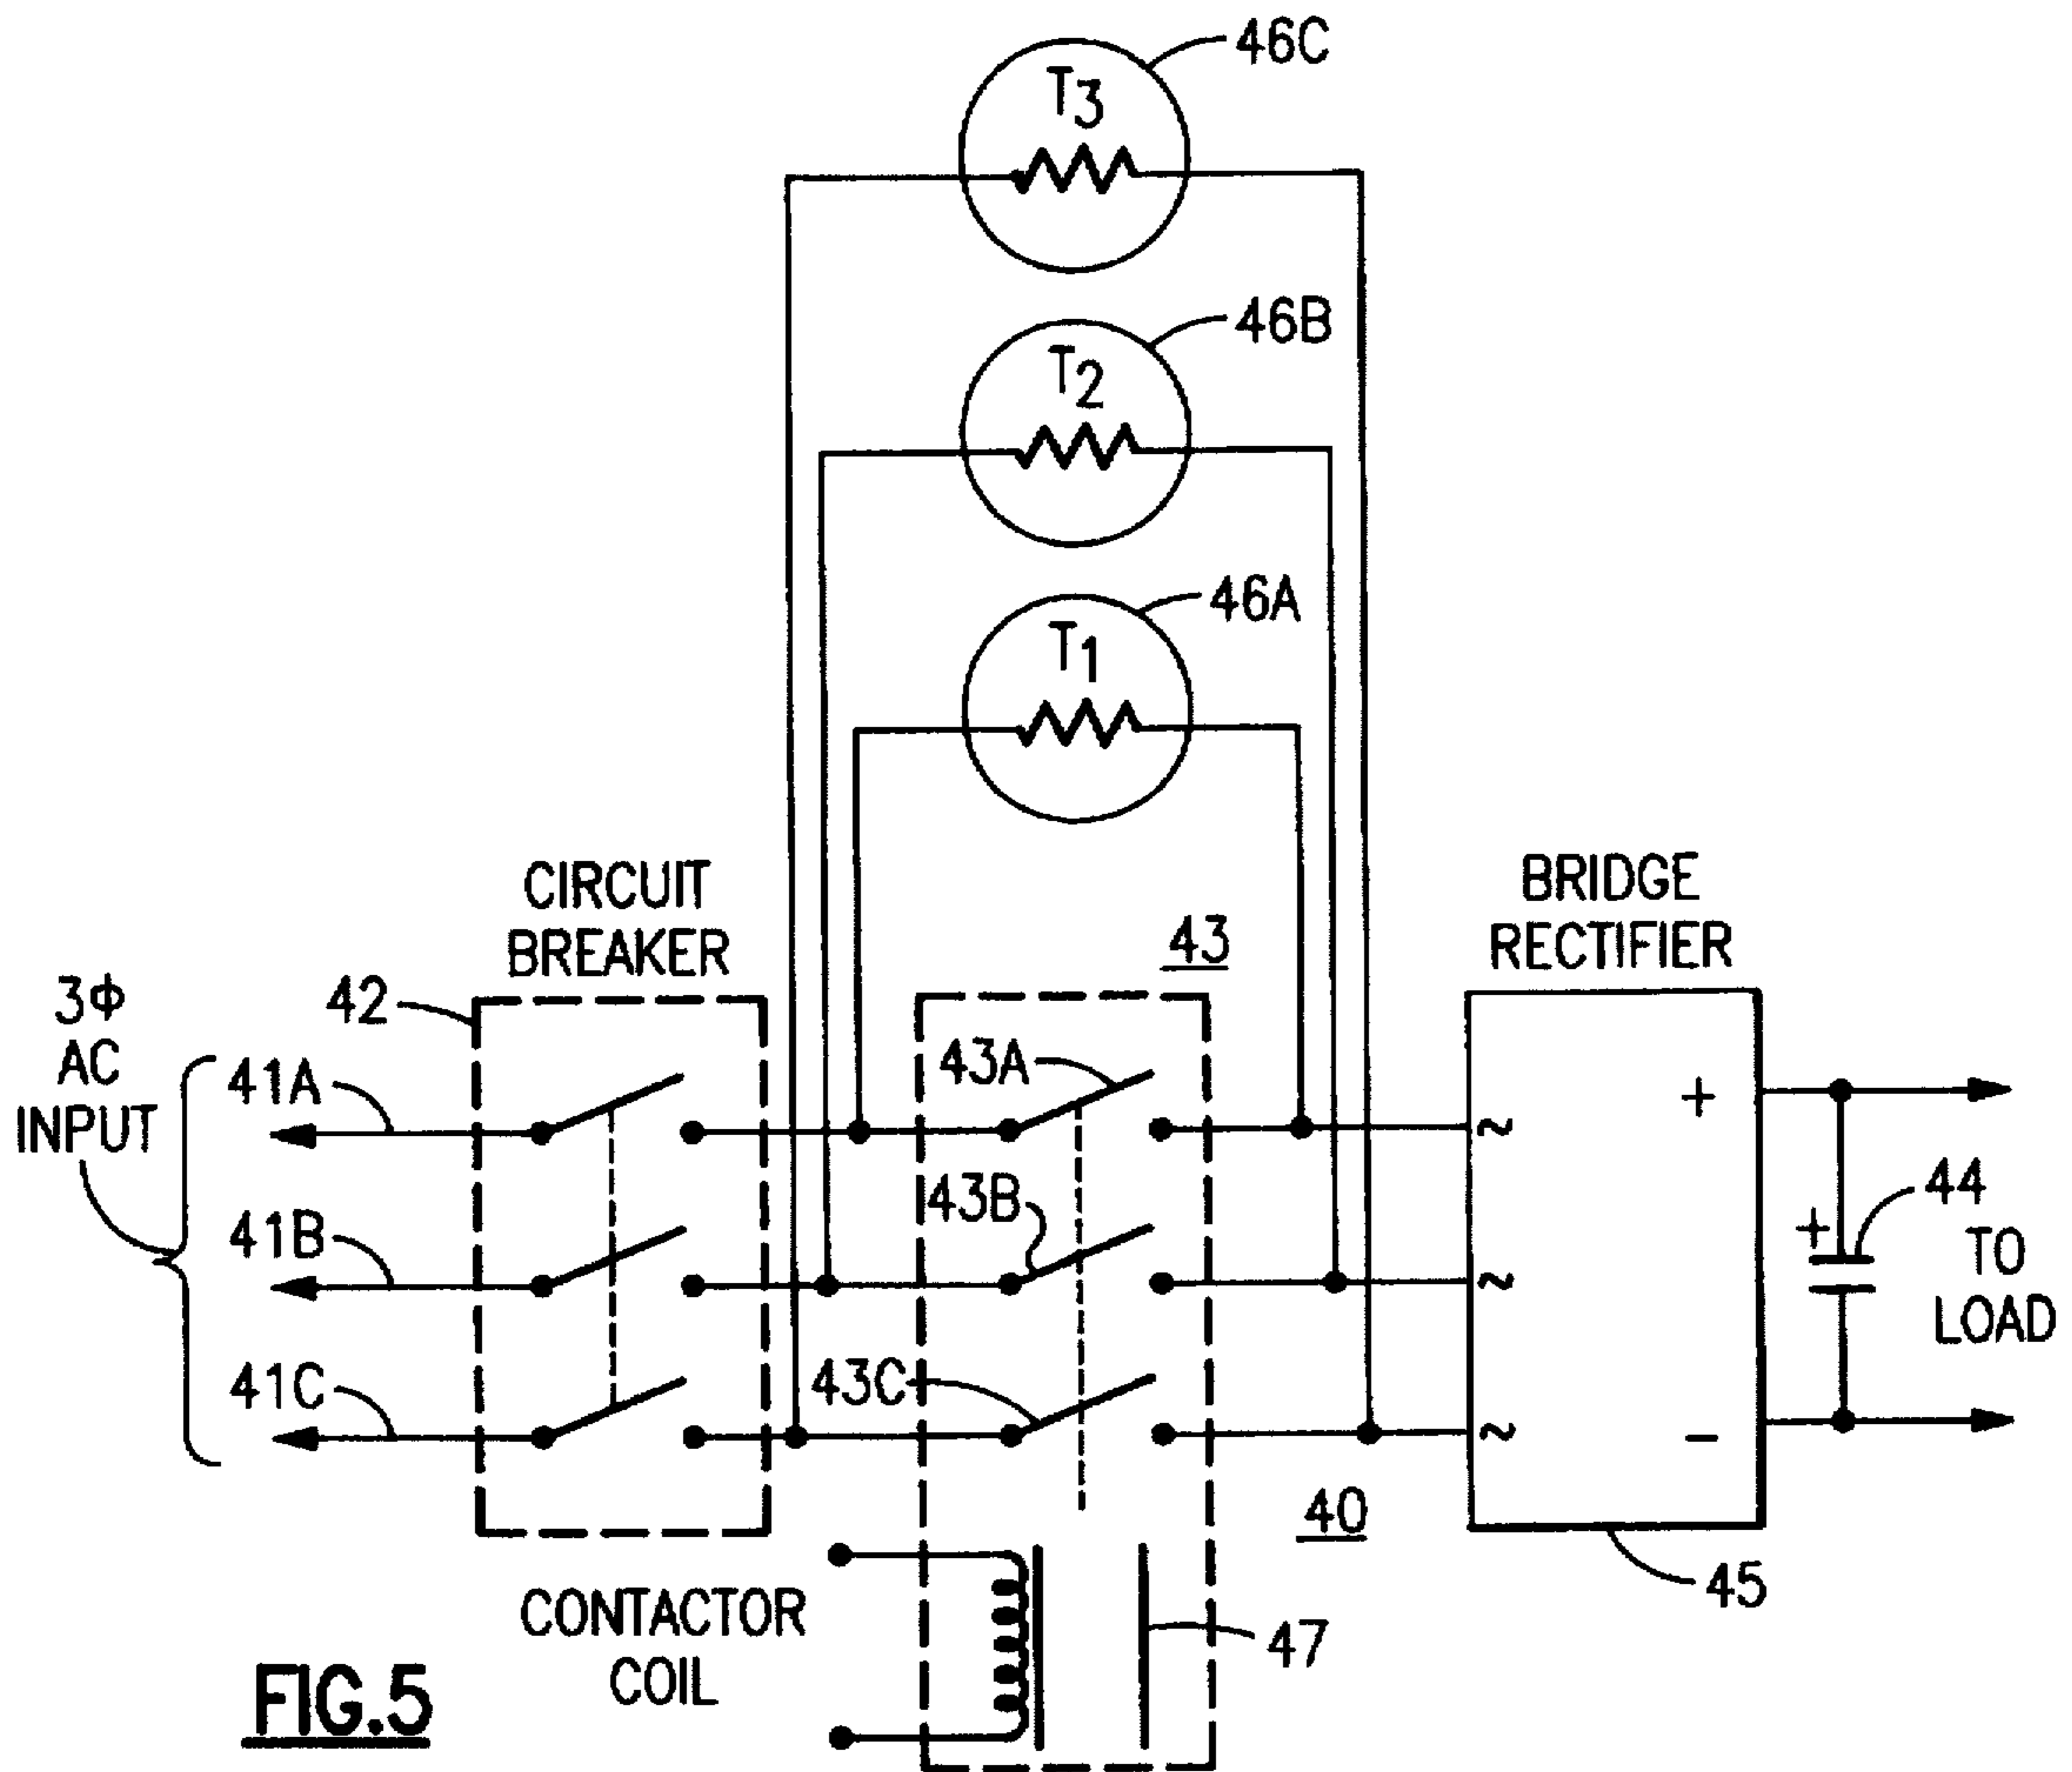 46C
T3
46B
T2
46A
T1
CIRCUIT
BREAKER
43
BRIDGE
RECTIFIER
3Φ
AC
INPUT
42
41A
43A
+
~
41B
43B
~
+
44
TO
LOAD
41C
43C
~
−
40
45
CONTACTOR
COIL
47
FIG.5